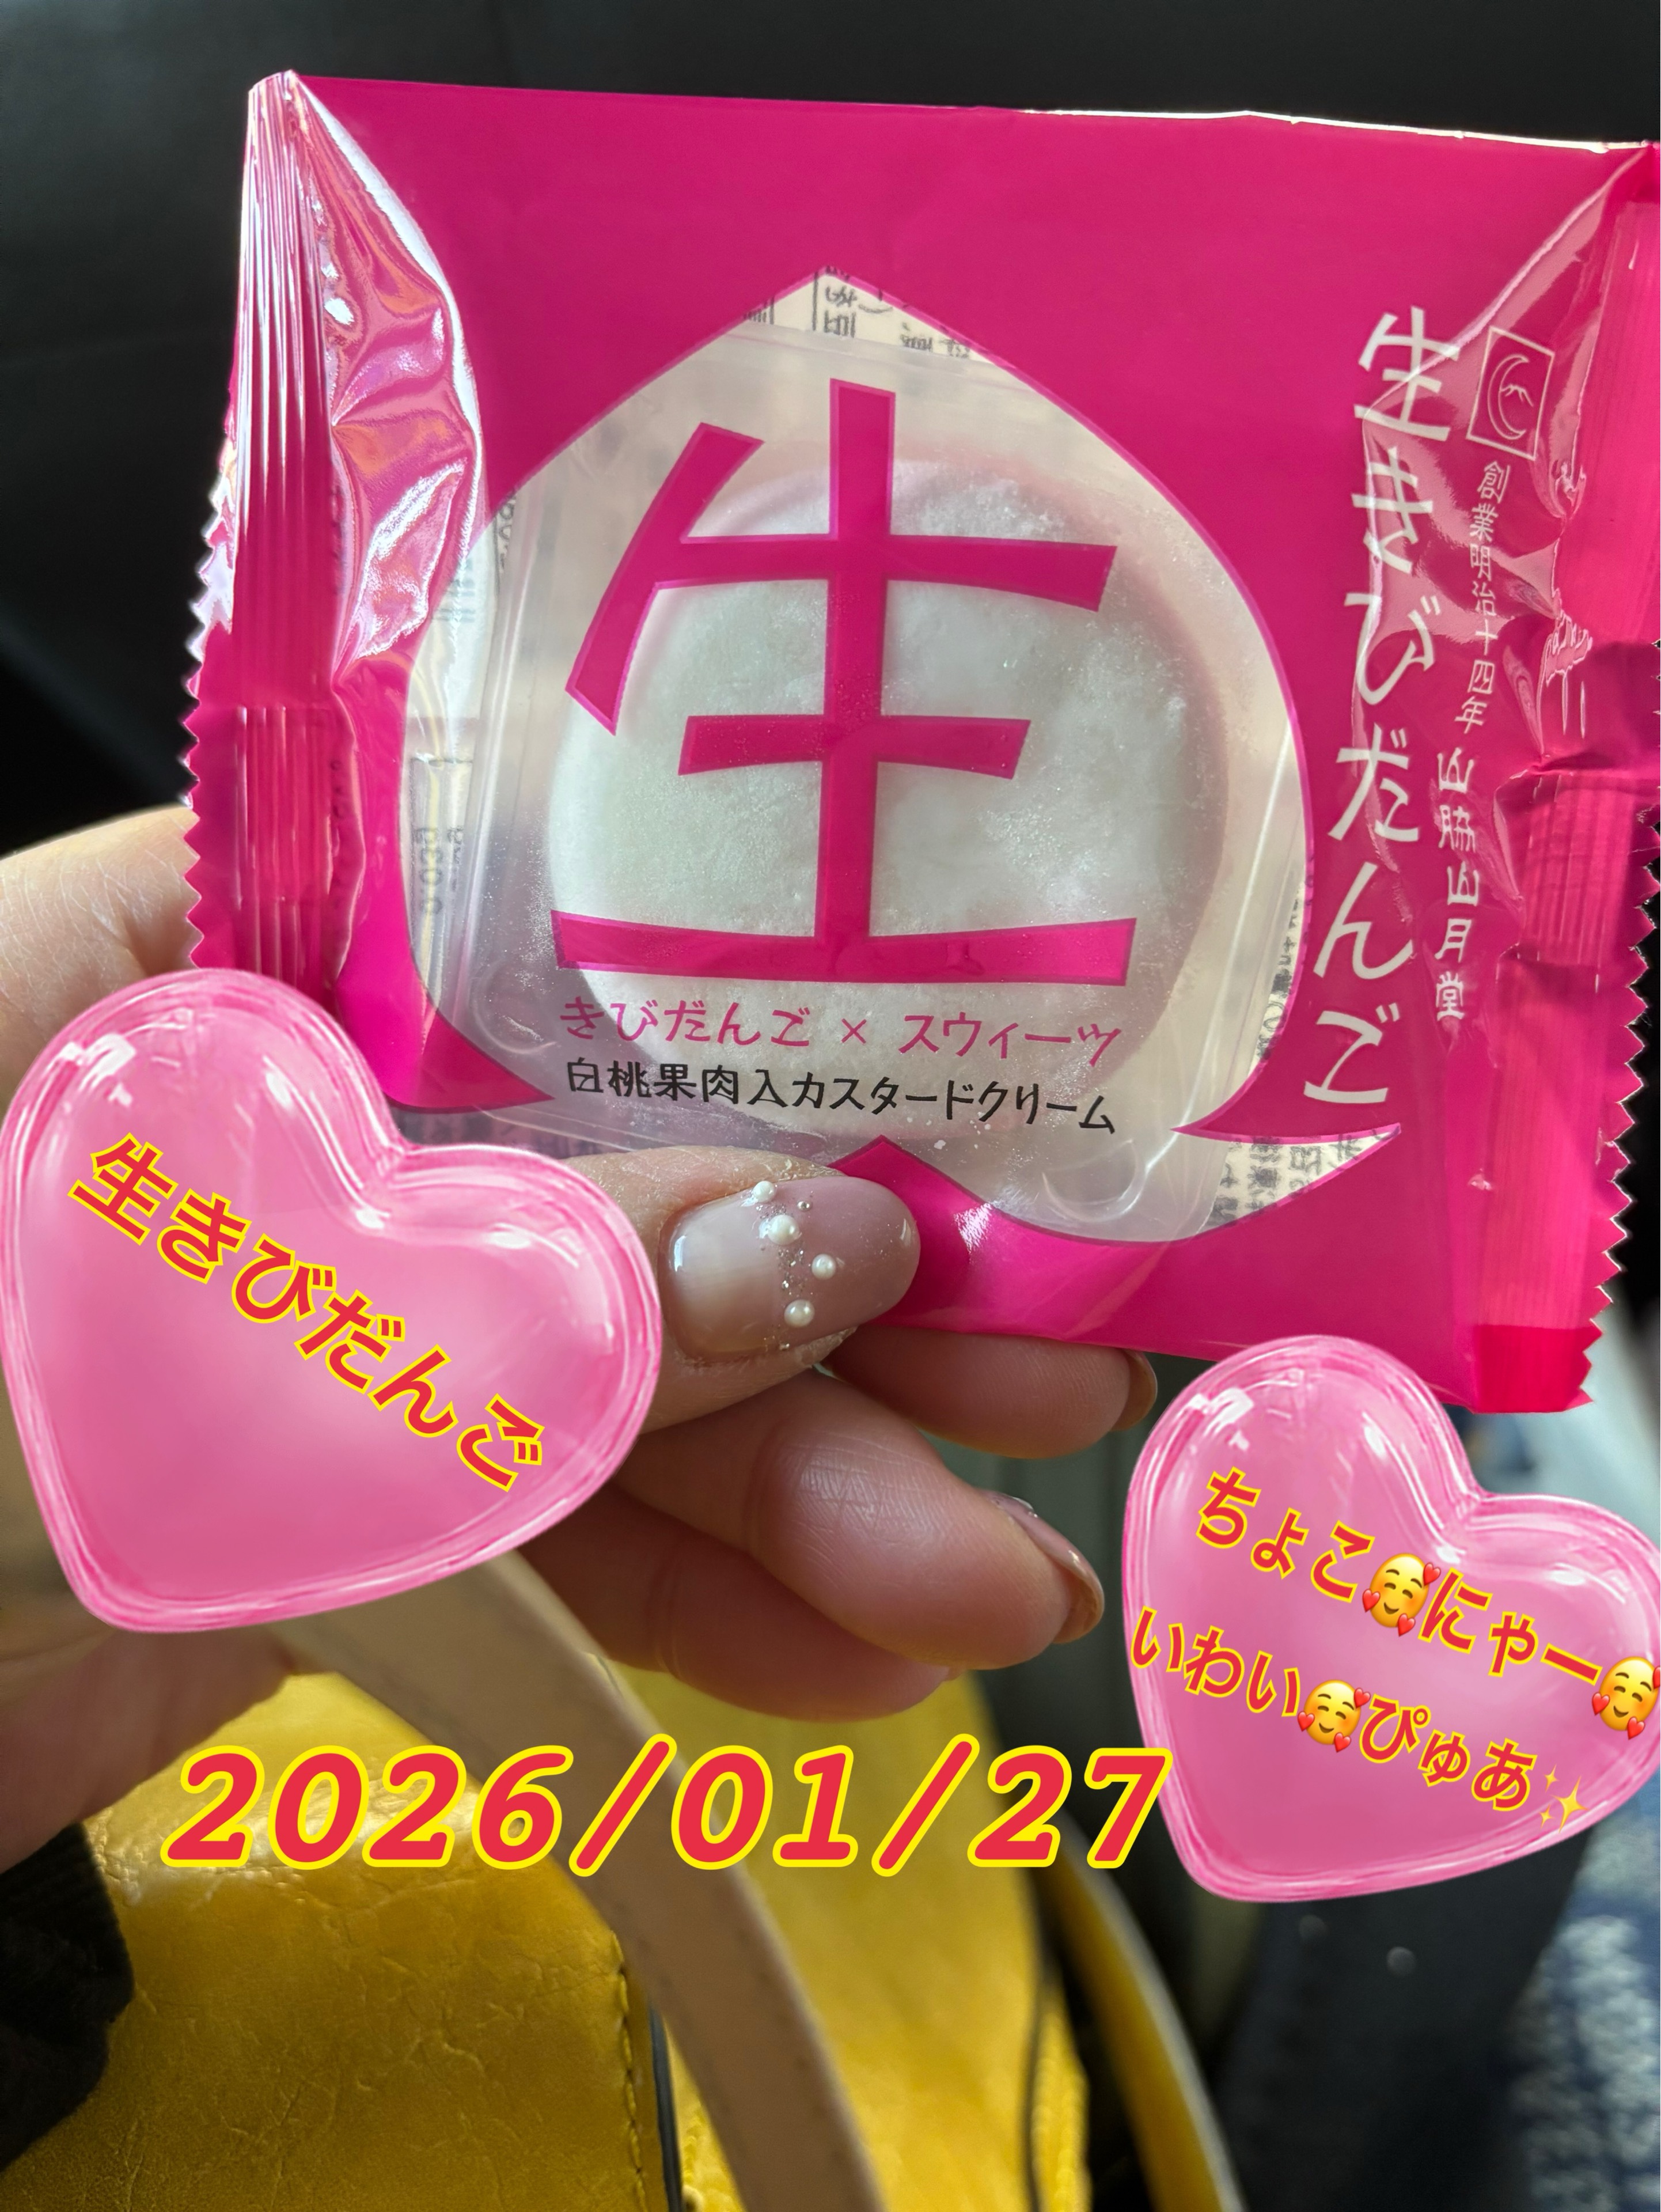 生
きびだんご × スウィーツ
白桃果肉入カスタードクリーム
生きびだんご
創業明治十四年 山脇山月堂
生きびだんご
ちょこ🥰にゃー🥰
いわい🥰ぴゅあ✨
2026/01/27